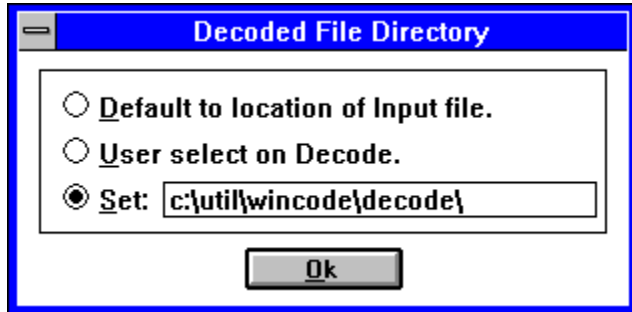 Decoded File Directory
Default to location of Input file.
User select on Decode.
Set: c:\util\wincode\decode\
Ok